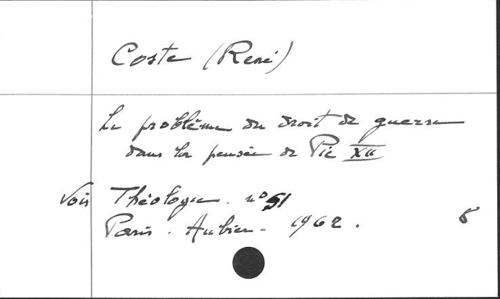 Coste (René)
Le problème du droit de guerre
dans la pensée de Pie XII
Voir Théologie . n° 51
Paris . Aubier - 1962 . 8